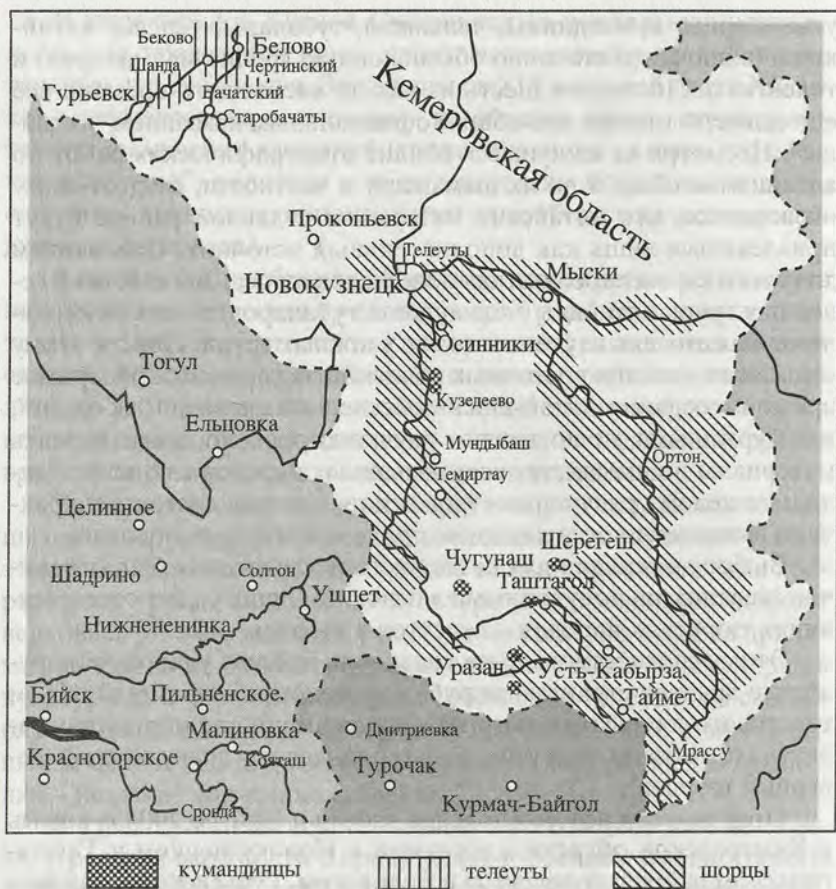 Беково
Белово
Шанда
Чертинский
Гурьевск
Бачатский
Старобачаты
Кемеровская область
Прокопьевск
Телеуты
Мыски
Новокузнецк
Осинники
Тогул
Кузедеево
Ельцовка
Мундыбаш
Ортон.
Темиртау
Целинное
Шерегеш
Чугунаш
Шадрино
Солтон
Таштагол
Ушпет
Нижнененинка
Уразан
Усть-Кабырза.
Бийск
Пильненское.
Таймет
Малиновка
Дмитриевка
Красногорское
Кояташ
Мрассу
Турочак
Курмач-Байгол
Сронда
кумандинцы
телеуты
шорцы